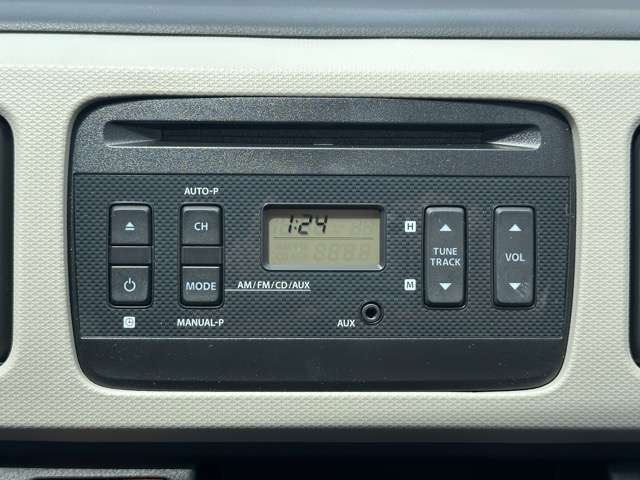 AUTO-P
1:24
CH
H
TUNE
TRACK
VOL
MODE
AM/FM/CD/AUX
M
MANUAL-P
AUX